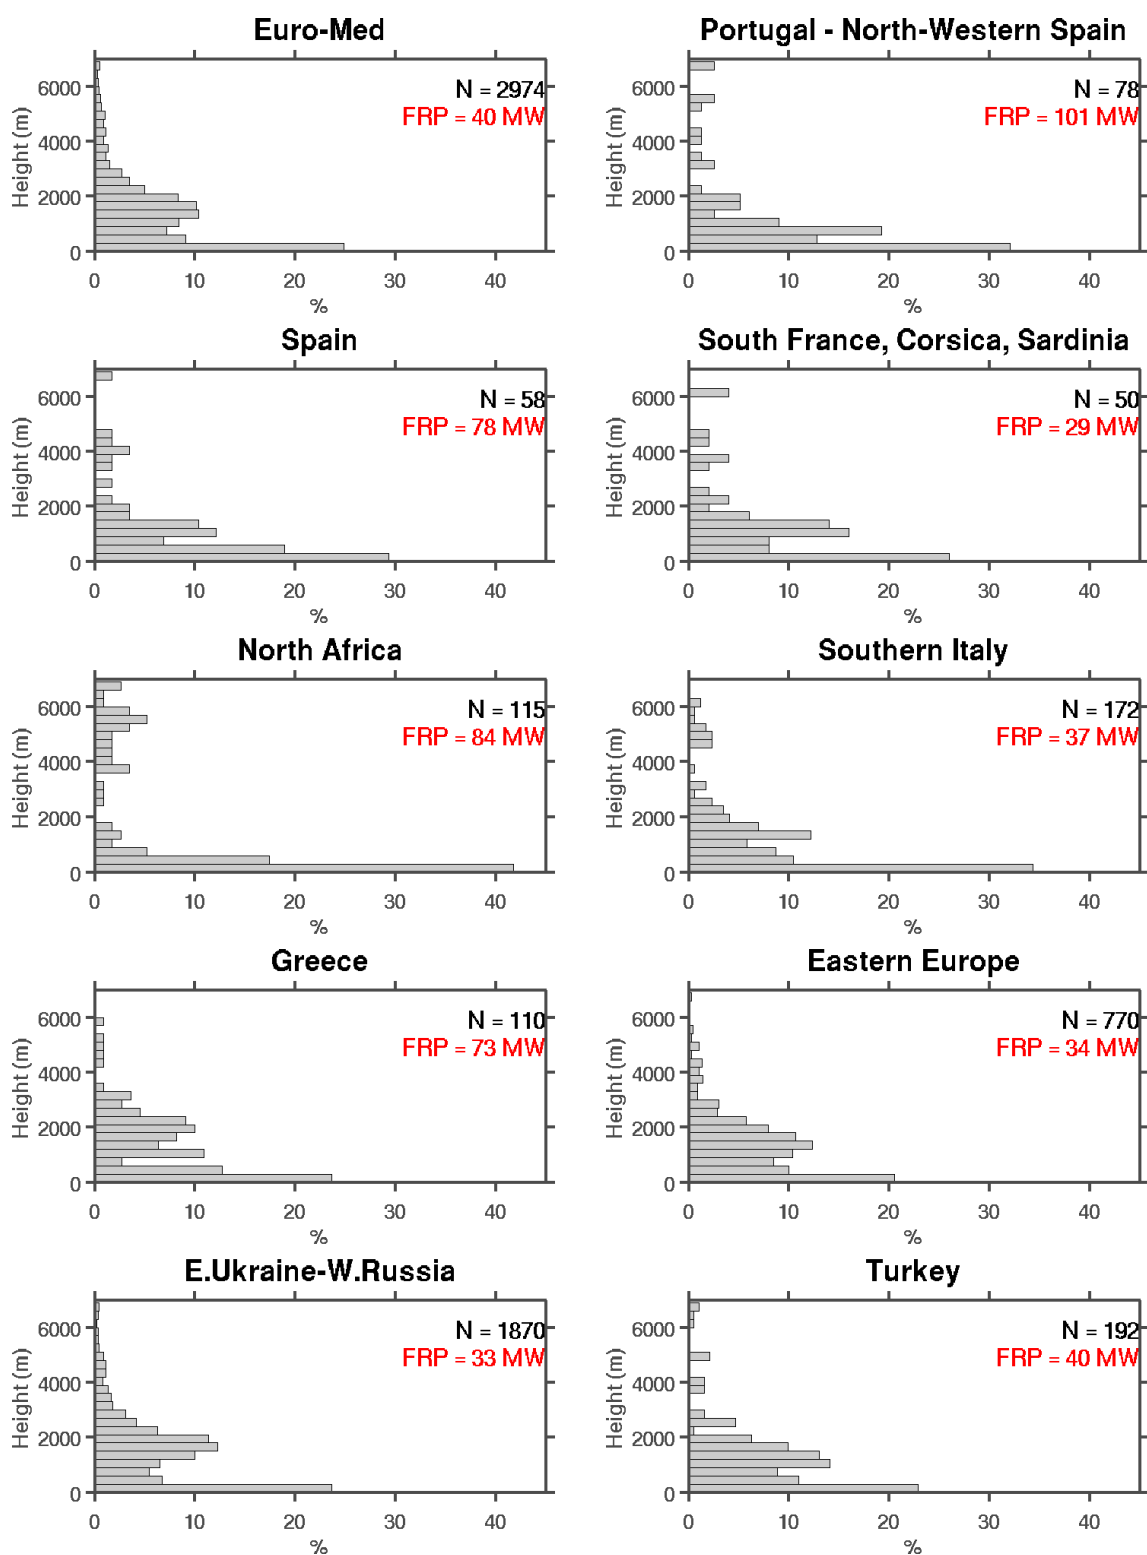 Euro-Med
N = 2974
FRP = 40 MW
Height (m)
6000
4000
2000
0
0 10 20 30 40
%
Portugal - North-Western Spain
N = 78
FRP = 101 MW
Height (m)
6000
4000
2000
0
0 10 20 30 40
%
Spain
N = 58
FRP = 78 MW
Height (m)
6000
4000
2000
0
0 10 20 30 40
%
South France, Corsica, Sardinia
N = 50
FRP = 29 MW
Height (m)
6000
4000
2000
0
0 10 20 30 40
%
North Africa
N = 115
FRP = 84 MW
Height (m)
6000
4000
2000
0
0 10 20 30 40
%
Southern Italy
N = 172
FRP = 37 MW
Height (m)
6000
4000
2000
0
0 10 20 30 40
%
Greece
N = 110
FRP = 73 MW
Height (m)
6000
4000
2000
0
0 10 20 30 40
%
Eastern Europe
N = 770
FRP = 34 MW
Height (m)
6000
4000
2000
0
0 10 20 30 40
%
E.Ukraine-W.Russia
N = 1870
FRP = 33 MW
Height (m)
6000
4000
2000
0
0 10 20 30 40
%
Turkey
N = 192
FRP = 40 MW
Height (m)
6000
4000
2000
0
0 10 20 30 40
%